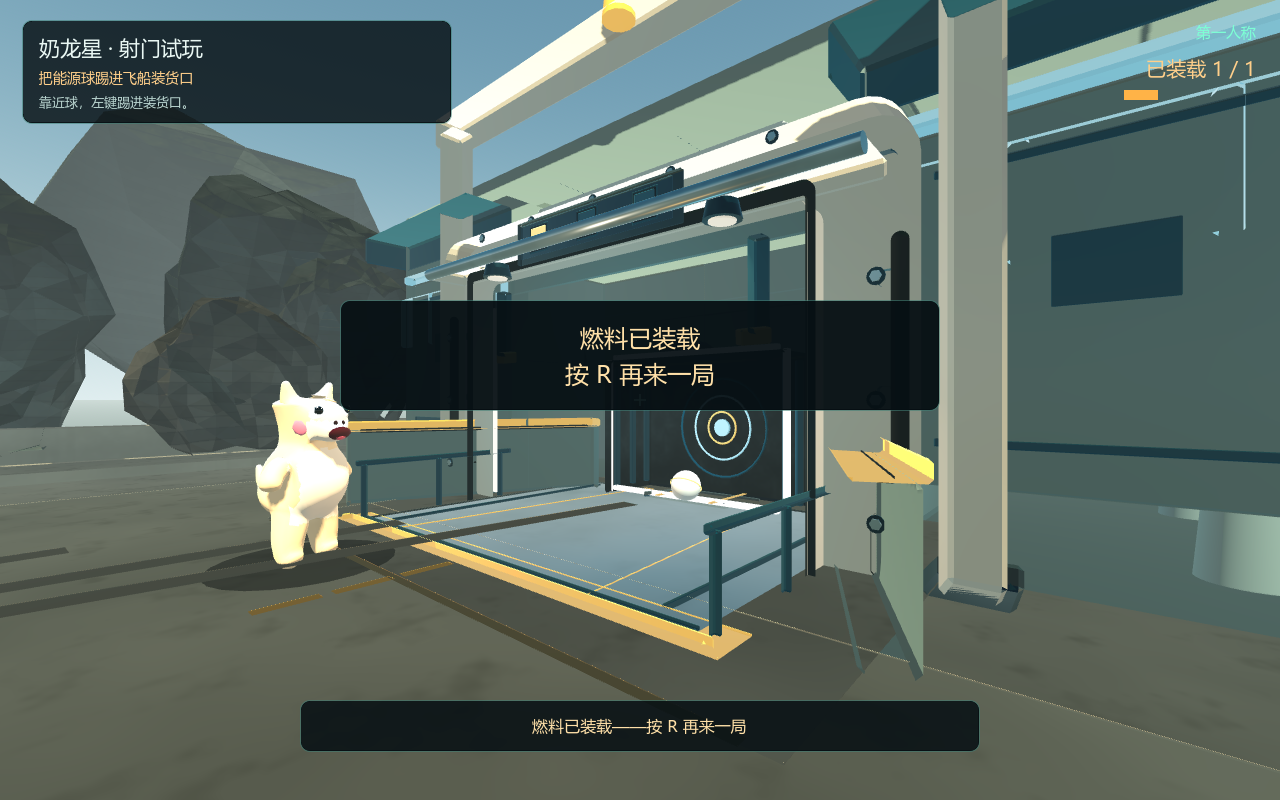 奶龙星 · 射门试玩
把能源球踢进飞船装货口
靠近球，左键踢进装货口。
第一人称
已装载 1 / 1
燃料已装载
按 R 再来一局
燃料已装载——按 R 再来一局